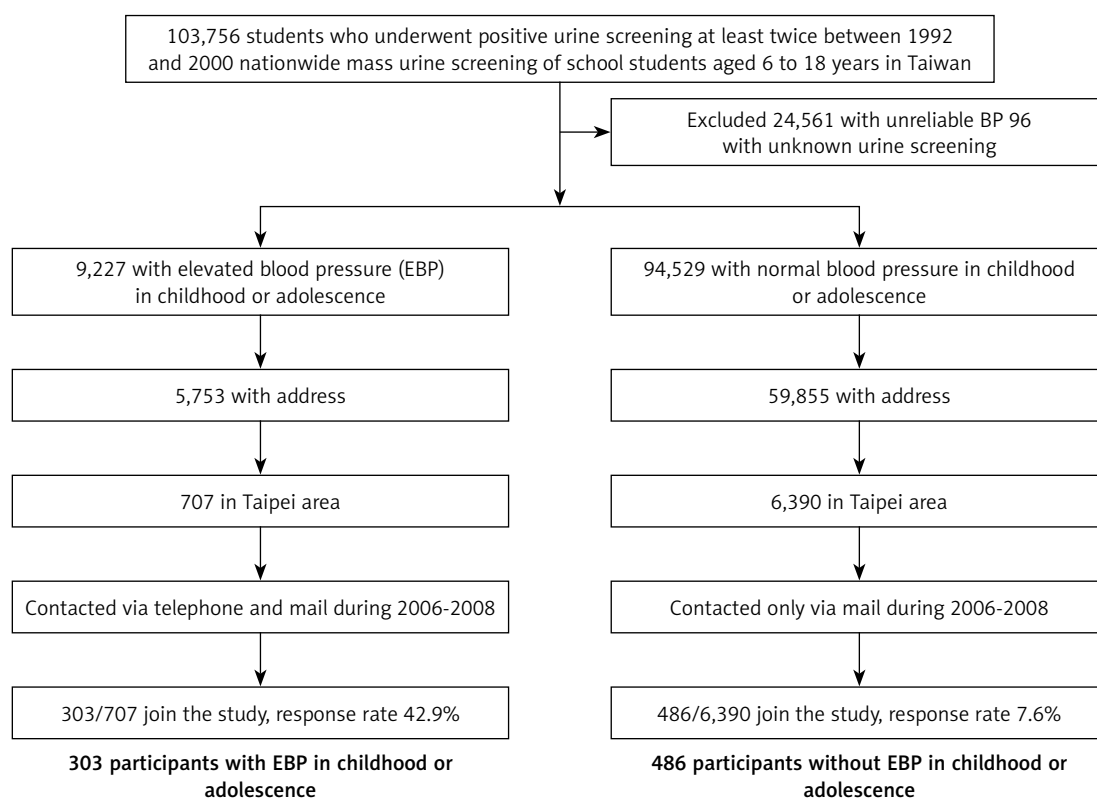 103,756 students who underwent positive urine screening at least twice between 1992
and 2000 nationwide mass urine screening of school students aged 6 to 18 years in Taiwan
Excluded 24,561 with unreliable BP 96
with unknown urine screening
9,227 with elevated blood pressure (EBP)
in childhood or adolescence
94,529 with normal blood pressure in childhood
or adolescence
5,753 with address
59,855 with address
707 in Taipei area
6,390 in Taipei area
Contacted via telephone and mail during 2006-2008
Contacted only via mail during 2006-2008
303/707 join the study, response rate 42.9%
486/6,390 join the study, response rate 7.6%
303 participants with EBP in childhood or
adolescence
486 participants without EBP in childhood or
adolescence